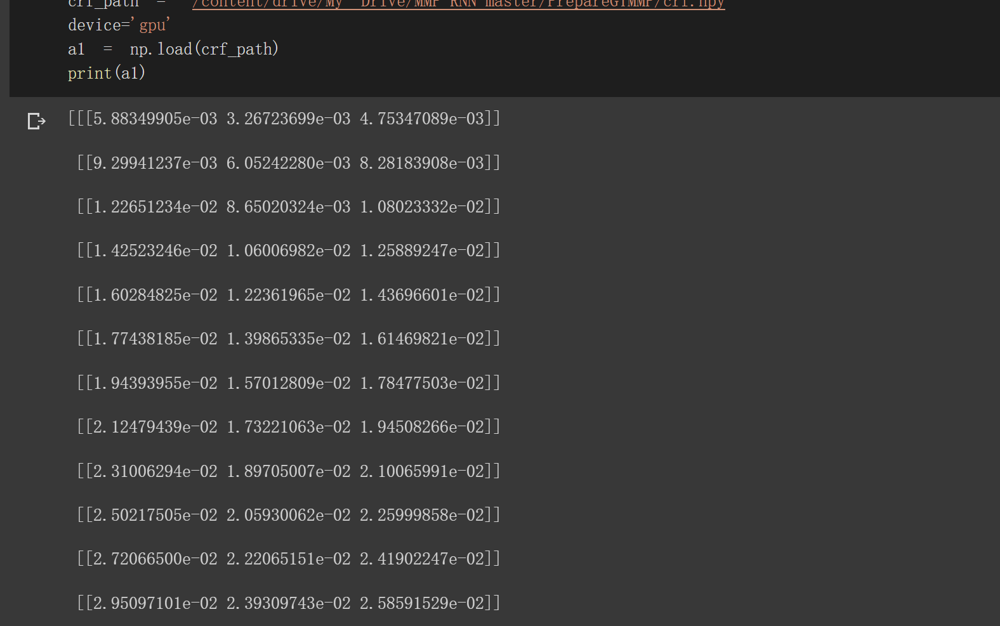 crf_path = '/content/drive/My Drive/MMP RNN master/PrepareGTMMP/crf.npy
device='gpu'
a1 = np.load(crf_path)
print(a1)
[[[5.88349905e-03 3.26723699e-03 4.75347089e-03]]
[[9.29941237e-03 6.05242280e-03 8.28183908e-03]]
[[1.22651234e-02 8.65020324e-03 1.08023332e-02]]
[[1.42523246e-02 1.06006982e-02 1.25889247e-02]]
[[1.60284825e-02 1.22361965e-02 1.43696601e-02]]
[[1.77438185e-02 1.39865335e-02 1.61469821e-02]]
[[1.94393955e-02 1.57012809e-02 1.78477503e-02]]
[[2.12479439e-02 1.73221063e-02 1.94508266e-02]]
[[2.31006294e-02 1.89705007e-02 2.10065991e-02]]
[[2.50217505e-02 2.05930062e-02 2.25999858e-02]]
[[2.72066500e-02 2.22065151e-02 2.41902247e-02]]
[[2.95097101e-02 2.39309743e-02 2.58591529e-02]]